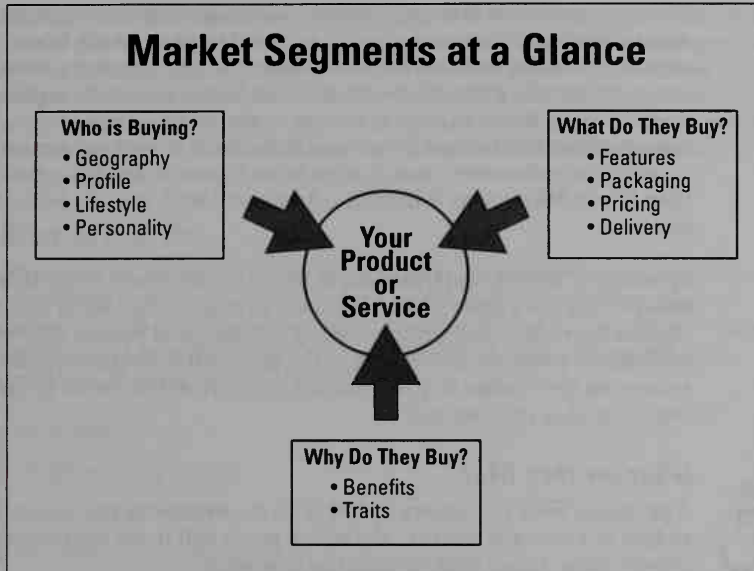 Market Segments at a Glance
Who is Buying?
• Geography
• Profile
• Lifestyle
• Personality
What Do They Buy?
• Features
• Packaging
• Pricing
• Delivery
Your
Product
or
Service
Why Do They Buy?
• Benefits
• Traits